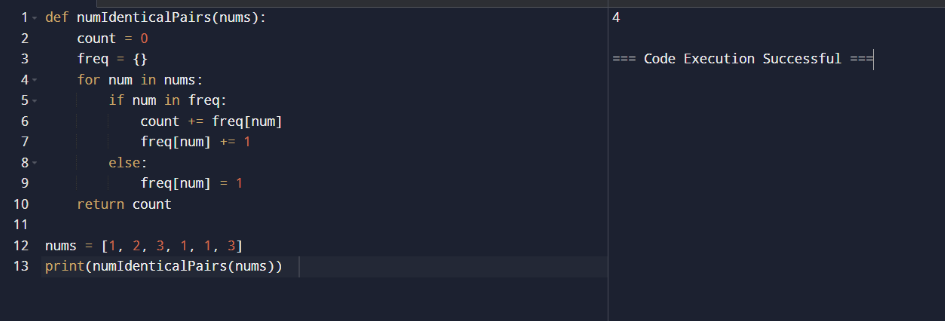 1 def numIdenticalPairs(nums):
2     count = 0
3     freq = {}
4     for num in nums:
5         if num in freq:
6             count += freq[num]
7             freq[num] += 1
8         else:
9             freq[num] = 1
10     return count
11
12 nums = [1, 2, 3, 1, 1, 3]
13 print(numIdenticalPairs(nums))
4
=== Code Execution Successful ===